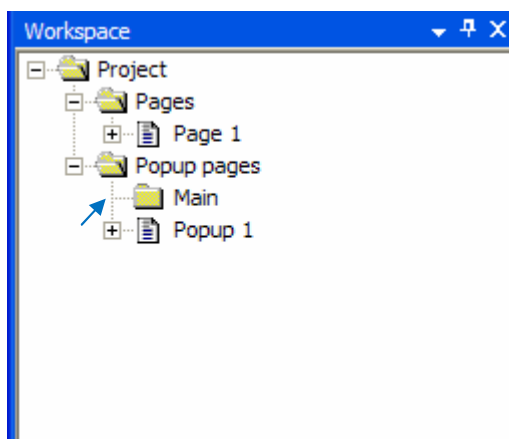 Workspace
Project
Pages
Page 1
Popup pages
Main
Popup 1